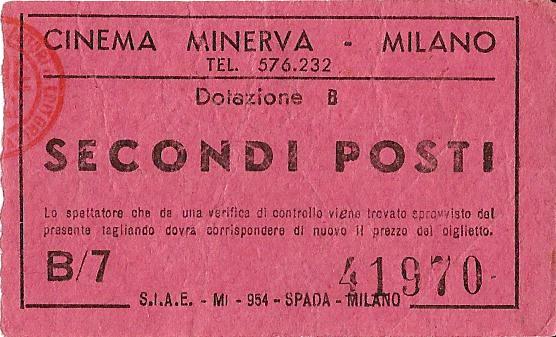 CINEMA MINERVA - MILANO
TEL. 576.232
Dotazione B
SECONDI POSTI
Lo spettatore che da una verifica di controllo viene trovato sprovvisto del
presente tagliando dovrà corrispondere di nuovo il prezzo del biglietto.
B/7
41970
S.I.A.E. - MI - 954 - SPADA - MILANO